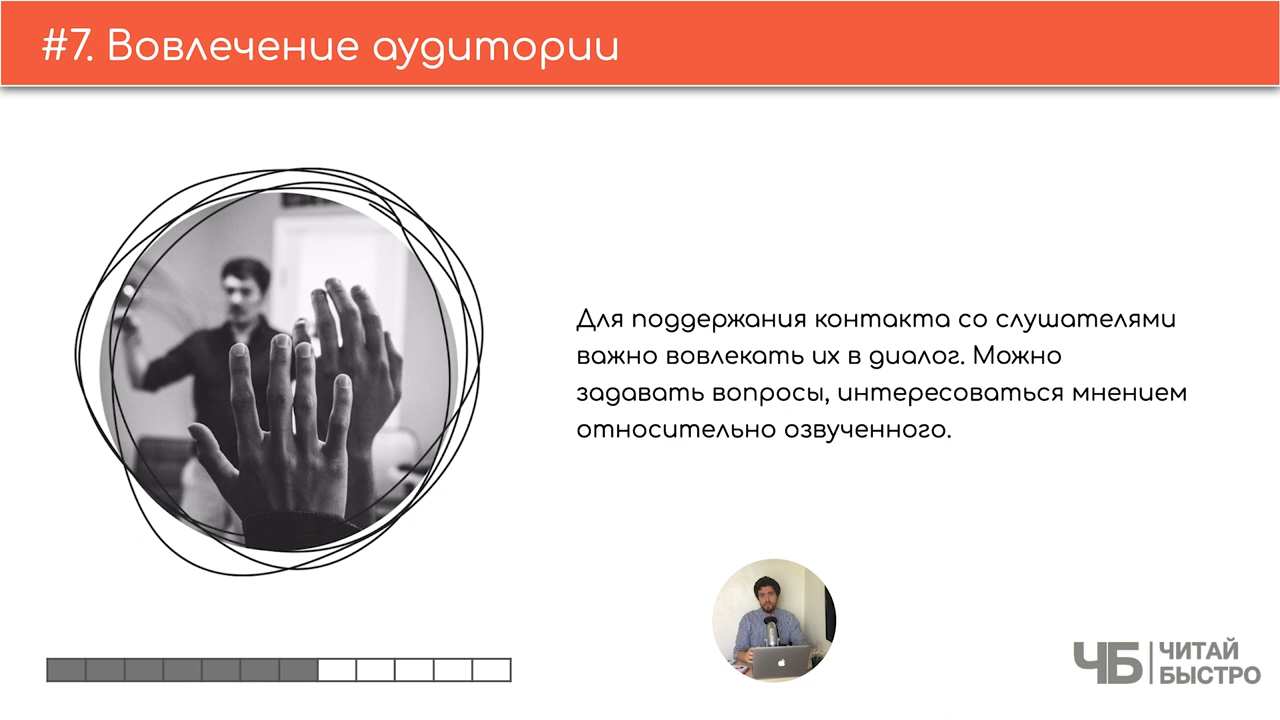 #7. Вовлечение аудитории
Для поддержания контакта со слушателями
важно вовлекать их в диалог. Можно
задавать вопросы, интересоваться мнением
относительно озвученного.
ЧБ
ЧИТАЙ
БЫСТРО